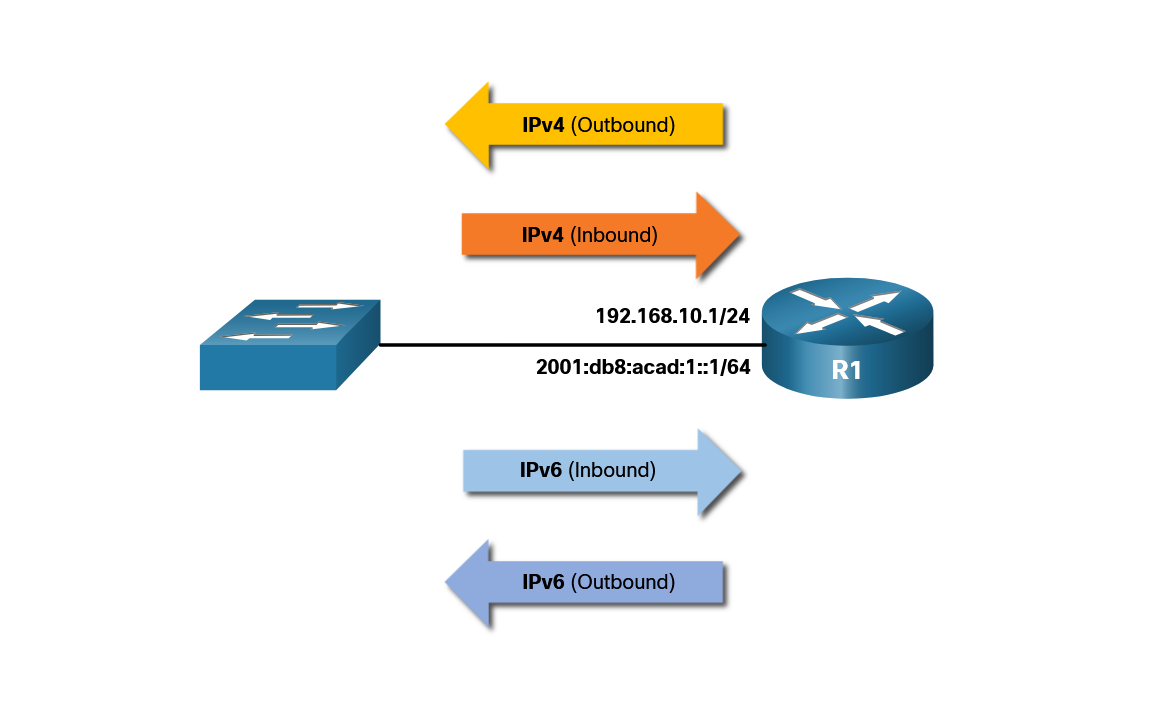 IPv4 (Outbound)
IPv4 (Inbound)
192.168.10.1/24
2001:db8:acad:1::1/64
R1
IPv6 (Inbound)
IPv6 (Outbound)